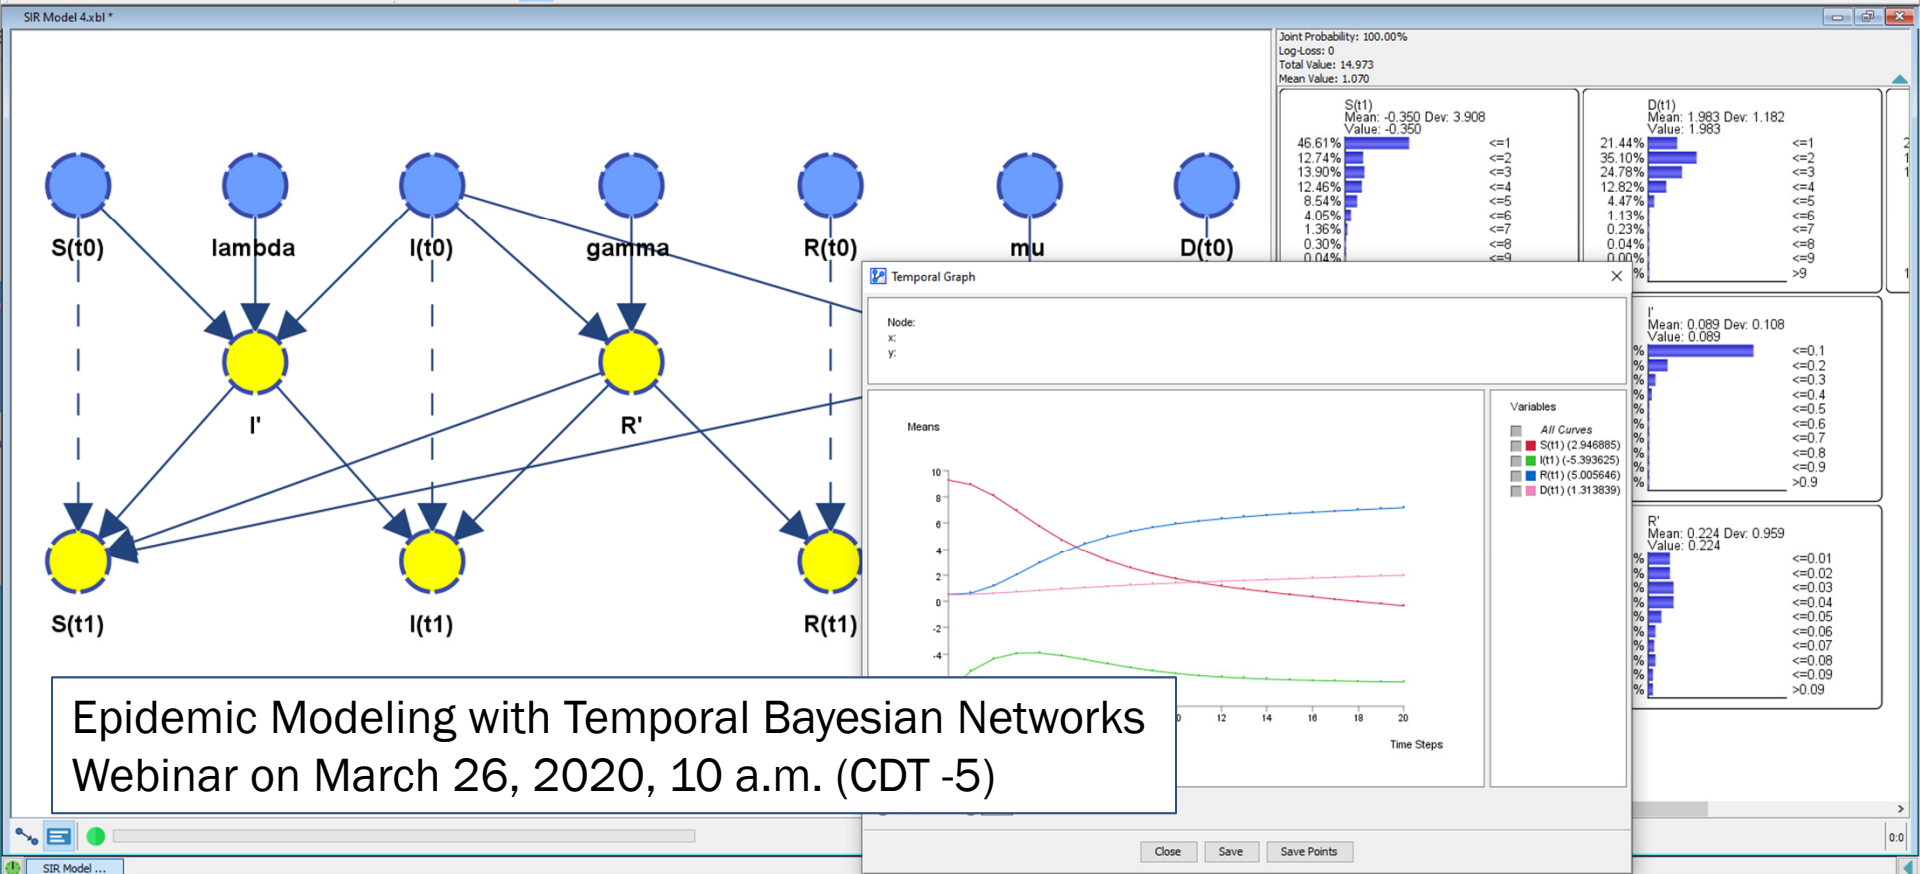 SIR Model 4.xbl *
Joint Probability: 100.00%
Log-Loss: 0
Total Value: 14.973
Mean Value: 1.070
S(t1)
Mean: -0.350 Dev: 3.908
Value: -0.350
46.61% <=1
12.74% <=2
13.90% <=3
12.46% <=4
8.54% <=5
4.05% <=6
1.36% <=7
0.30% <=8
0.04% <=9
D(t1)
Mean: 1.983 Dev: 1.182
Value: 1.983
21.44% <=1
35.10% <=2
24.78% <=3
12.82% <=4
4.47% <=5
1.13% <=6
0.23% <=7
0.04% <=8
0.00% <=9
% >9
S(t0) lambda I(t0) gamma R(t0) mu D(t0)
I' R'
S(t1) I(t1) R(t1)
Temporal Graph
Node:
x:
y:
Means
10
8
6
4
2
0
-2
-4
12 14 16 18 20
Time Steps
Variables
All Curves
S(t1) (2.946885)
I(t1) (-5.393625)
R(t1) (5.005646)
D(t1) (1.313839)
I'
Mean: 0.089 Dev: 0.108
Value: 0.089
% <=0.1
% <=0.2
% <=0.3
% <=0.4
% <=0.5
% <=0.6
% <=0.7
% <=0.8
% <=0.9
% >0.9
R'
Mean: 0.224 Dev: 0.959
Value: 0.224
% <=0.01
% <=0.02
% <=0.03
% <=0.04
% <=0.05
% <=0.06
% <=0.07
% <=0.08
% <=0.09
% >0.09
Epidemic Modeling with Temporal Bayesian Networks
Webinar on March 26, 2020, 10 a.m. (CDT -5)
Close Save Save Points
0:0
SIR Model ...